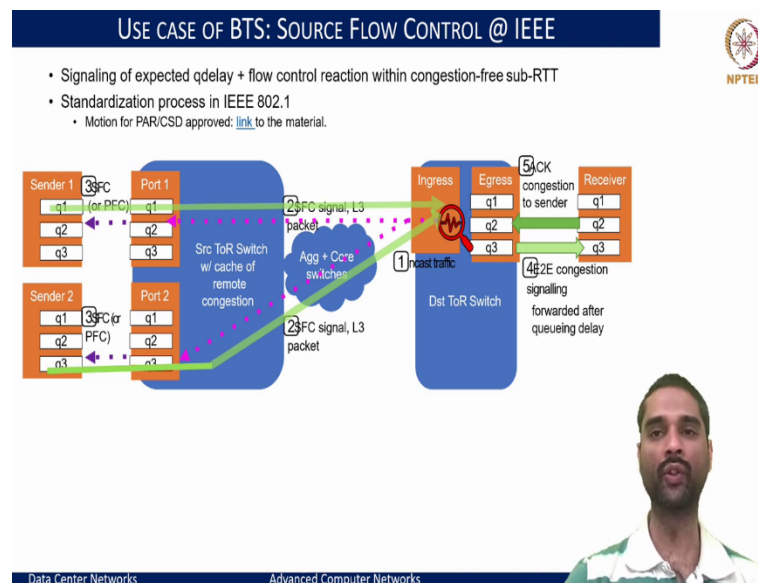 USE CASE OF BTS: SOURCE FLOW CONTROL @ IEEE
NPTEL
• Signaling of expected qdelay + flow control reaction within congestion-free sub-RTT
• Standardization process in IEEE 802.1
• Motion for PAR/CSD approved: link to the material.
Sender 1
q1
q2
q3
3 SFC
(or PFC)
Port 1
q1
q2
q3
Sender 2
q1
q2
q3
3 SFC (or
PFC)
Port 2
q1
q2
q3
Src ToR Switch
w/ cache of
remote
congestion
2 SFC signal, L3
packet
Agg + Core
switches
2 SFC signal, L3
packet
Ingress
1 ncast traffic
Dst ToR Switch
Egress
q1
q2
q3
5 ACK
congestion
to sender
4 E2E congestion
signalling
forwarded after
queueing delay
Receiver
q1
q2
q3
Data Center Networks
Advanced Computer Networks